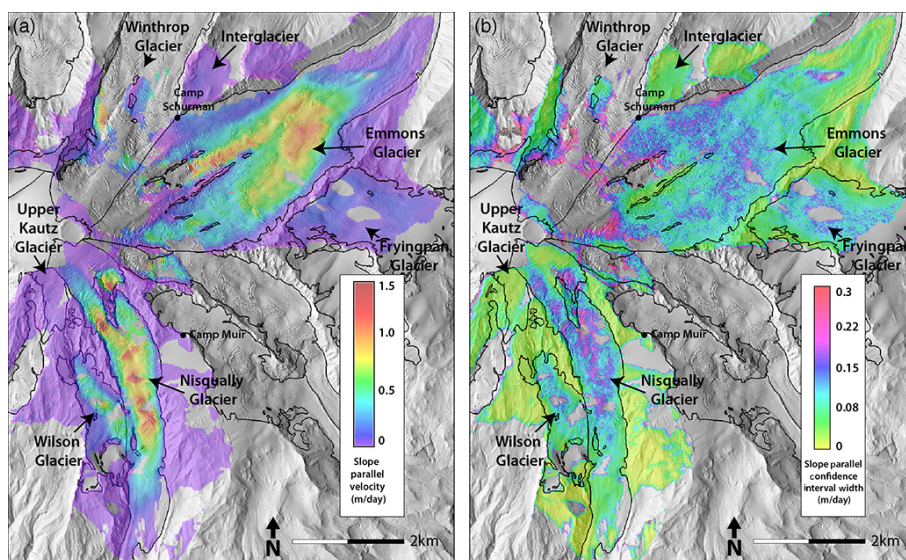 (a)
Winthrop
Glacier
Interglacier
Camp
Schurman
Emmons
Glacier
Upper
Kautz
Glacier
Fryingpan
Glacier
1.5
1.0
0.5
0
Slope
parallel
velocity
(m/day)
Camp Muir
Nisqually
Glacier
Wilson
Glacier
N
2km
(b)
Winthrop
Glacier
Interglacier
Camp
Schurman
Emmons
Glacier
Upper
Kautz
Glacier
Fryingpan
Glacier
0.3
0.22
0.15
0.08
0
Slope parallel
confidence
interval width
(m/day)
Camp Muir
Nisqually
Glacier
Wilson
Glacier
N
2km